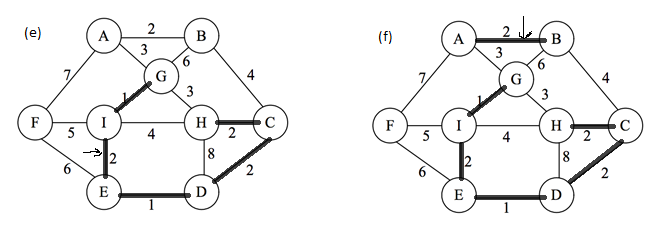 (e) A 2 B
3 6
G
7 1 3 4
F 5 I 4 H 2 C
6 2 8 2
E 1 D
(f) A 2 B
3 6
G
7 1 3 4
F 5 I 4 H 2 C
6 2 8 2
E 1 D